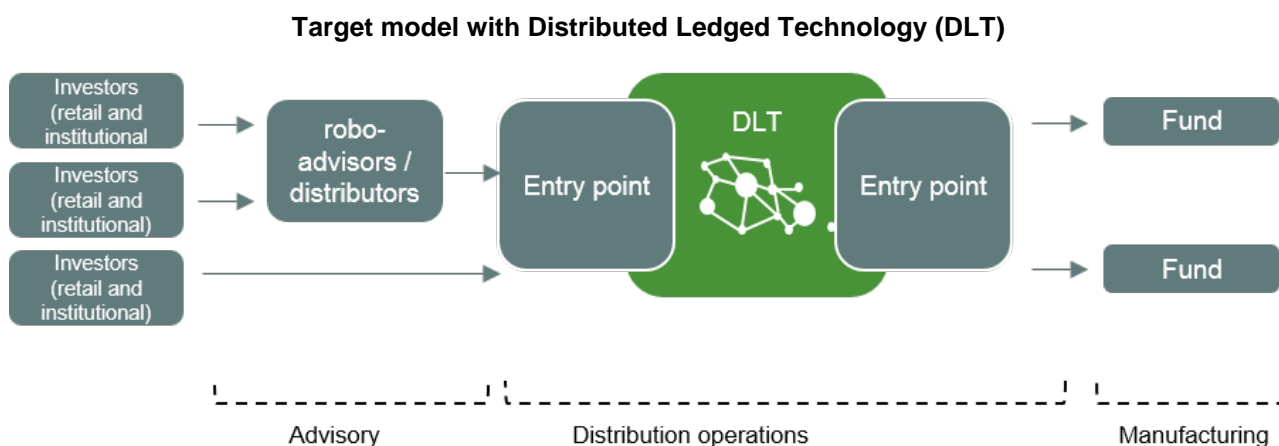 Target model with Distributed Ledged Technology (DLT)
Investors
(retail and
institutional
Investors
(retail and
institutional)
Investors
(retail and
institutional)
robo-
advisors /
distributors
Entry point
DLT
Entry point
Fund
Fund
Advisory
Distribution operations
Manufacturing